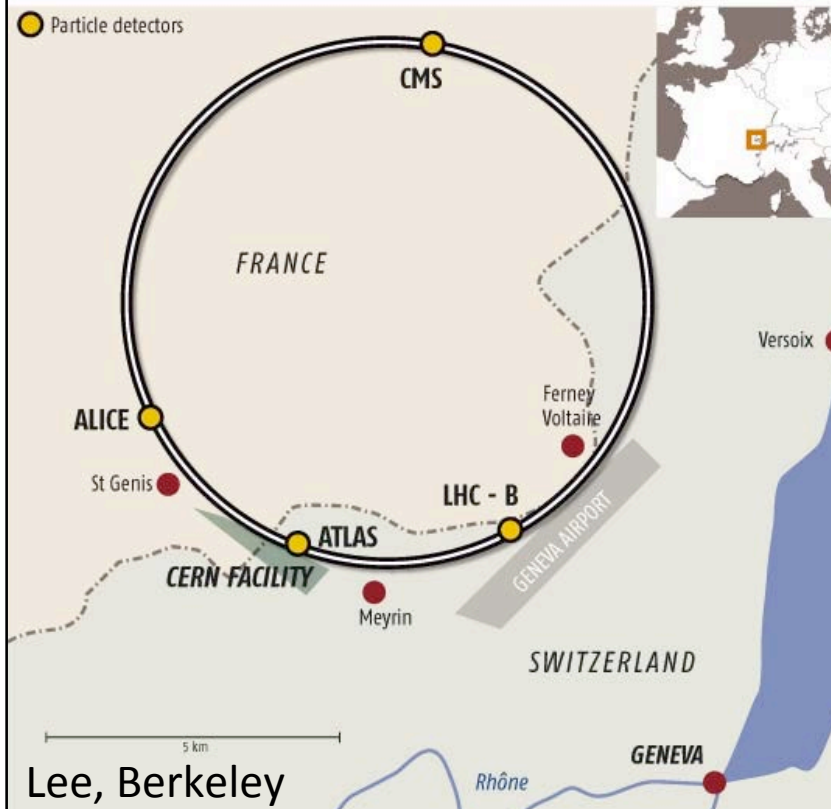 Particle detectors
CMS
FRANCE
Versoix
Ferney
Voltaire
ALICE
St Genis
LHC - B
GENEVA AIRPORT
ATLAS
CERN FACILITY
Meyrin
SWITZERLAND
5 km
GENEVA
Lee, Berkeley
Rhône